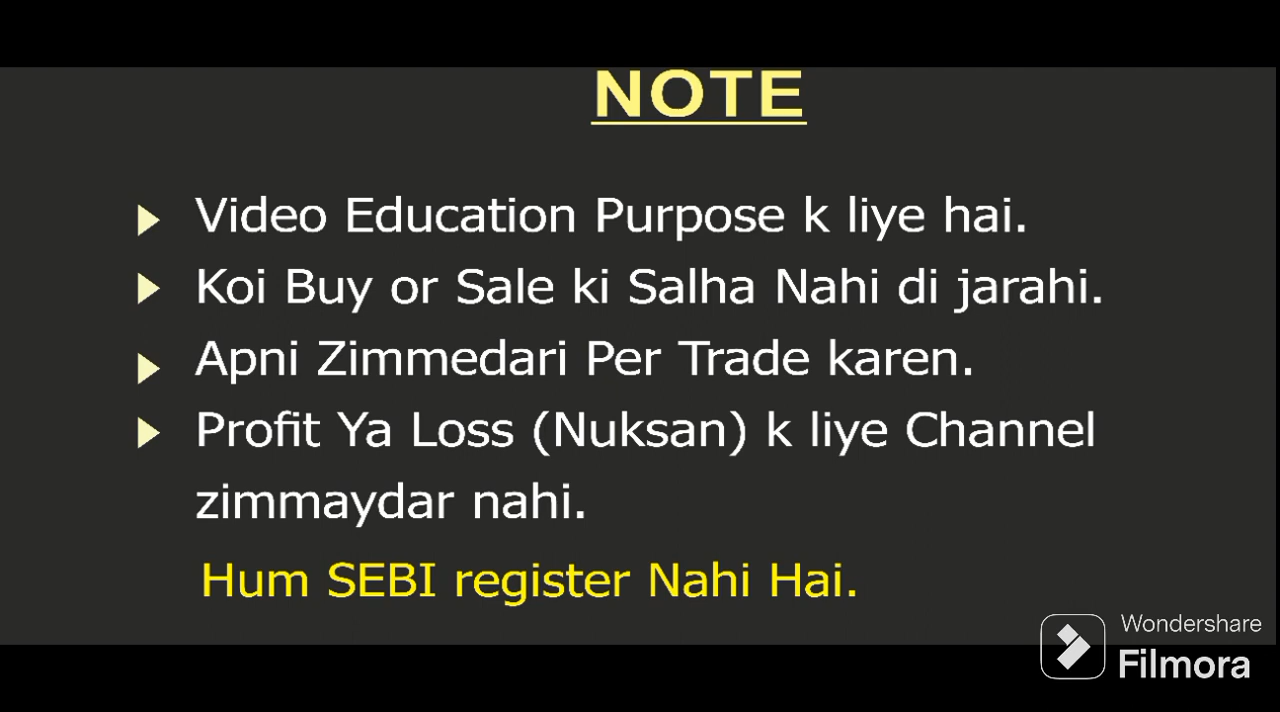 NOTE
Video Education Purpose k liye hai.
Koi Buy or Sale ki Salha Nahi di jarahi.
Apni Zimmedari Per Trade karen.
Profit Ya Loss (Nuksan) k liye Channel
zimmaydar nahi.
Hum SEBI register Nahi Hai.
Wondershare
Filmora